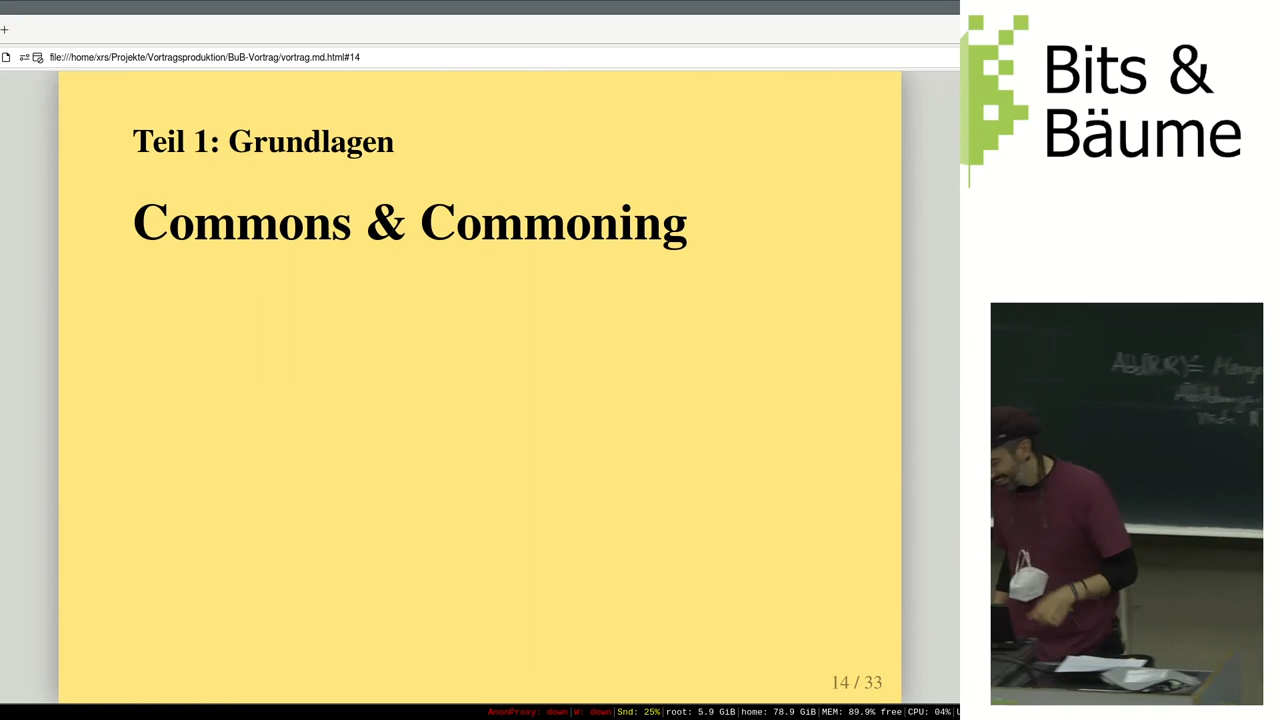 +
file:///home/xrs/Projekte/Vortragsproduktion/BuB-Vortrag/vortrag.md.html#14
Teil 1: Grundlagen
Commons & Commoning
14 / 33
AnonProxy: down|W: down|Snd: 25%|root: 5.9 GiB|home: 78.9 GiB|MEM: 89.9% free|CPU: 04%|
Bits &
Bäume